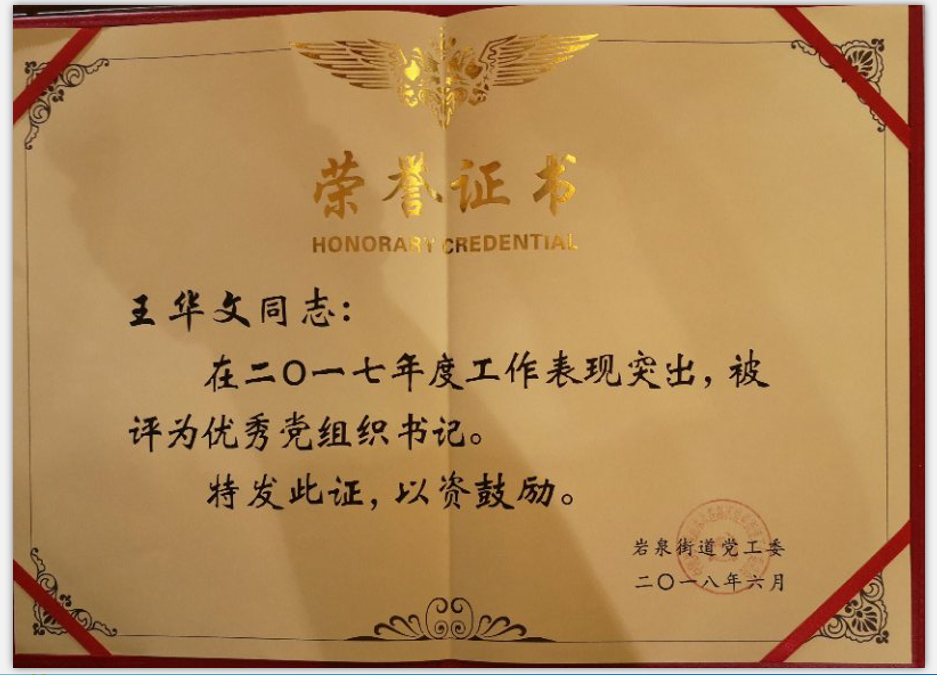 荣誉证书
HONORARY CREDENTIAL
王华文同志：
在二〇一七年度工作表现突出，被
评为优秀党组织书记。
特发此证，以资鼓励。
岩泉街道党工委
二〇一八年六月